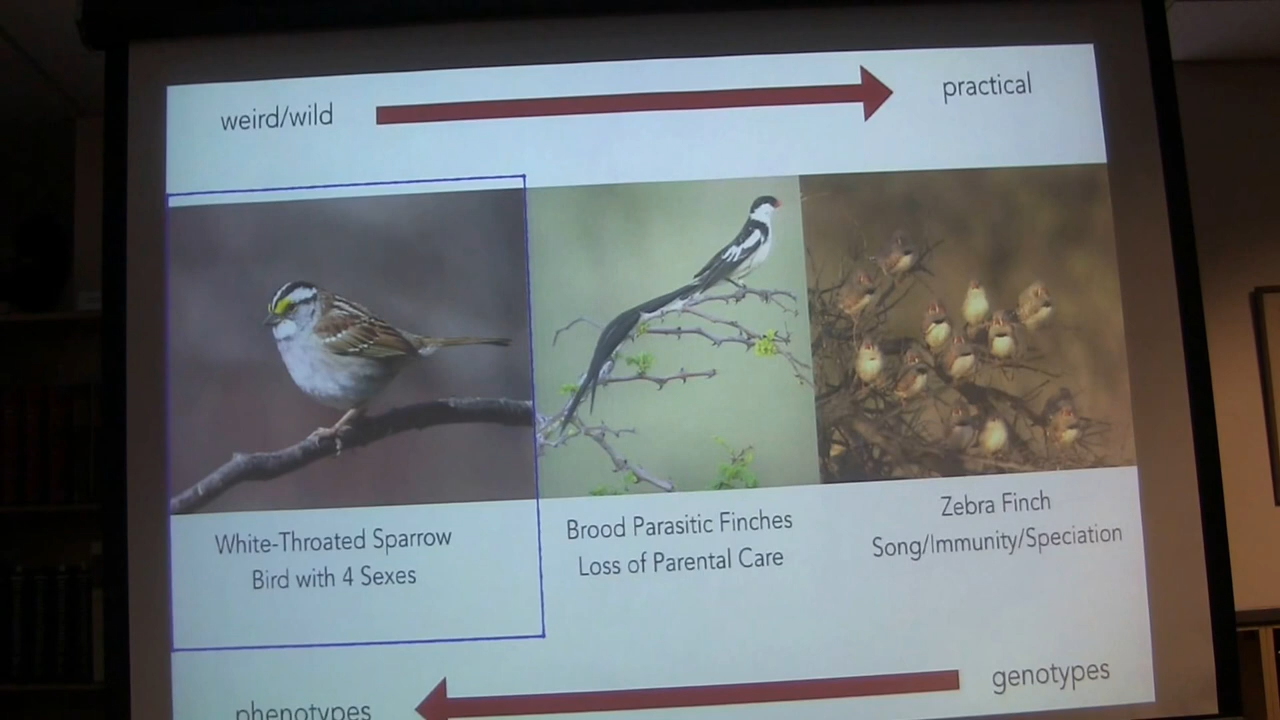 weird/wild
practical
White-Throated Sparrow
Bird with 4 Sexes
Brood Parasitic Finches
Loss of Parental Care
Zebra Finch
Song/Immunity/Speciation
phenotypes
genotypes